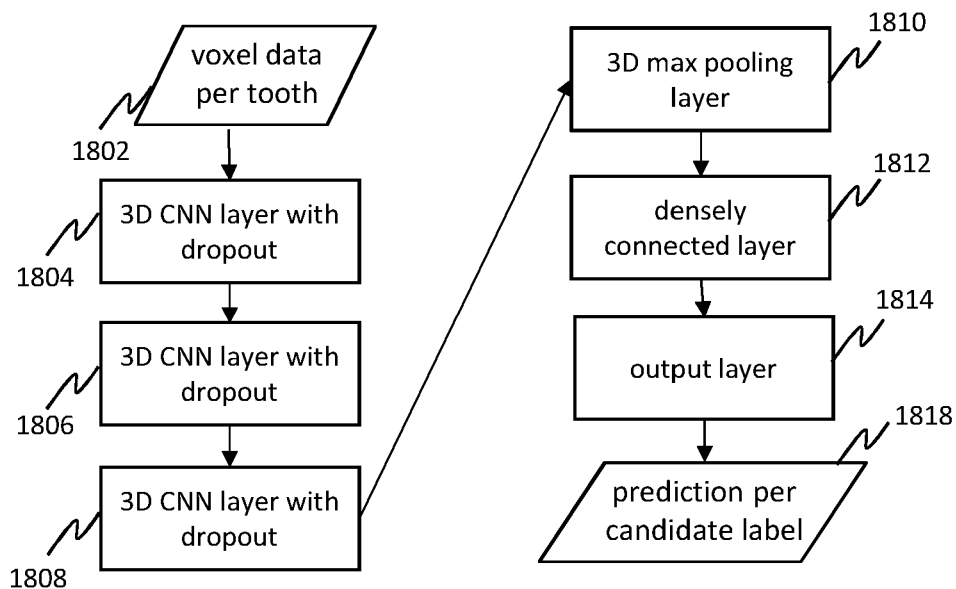 voxel data
per tooth
1802
3D CNN layer with
dropout
1804
3D CNN layer with
dropout
1806
3D CNN layer with
dropout
1808
1810
3D max pooling
layer
1812
densely
connected layer
1814
output layer
1818
prediction per
candidate label